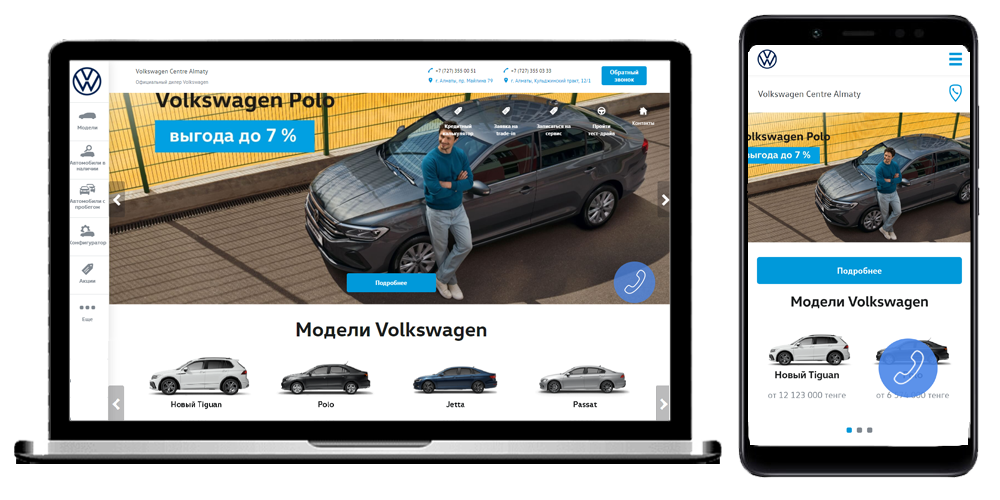 Volkswagen Centre Almaty
Официальный дилер Volkswagen
+7 (727) 355 00 51
г. Алматы, пр. Майлина 79
+7 (727) 355 03 33
г. Алматы, Кульджинский тракт, 12/1
Обратный
звонок
Модели
Автомобили в
наличии
Автомобили с
пробегом
Конфигуратор
Акции
Еще
Volkswagen Polo
выгода до 7 %
Кредитный
калькулятор
Заявка на
trade-in
Записаться на
сервис
Пройти
тест-драйв
Контакты
Подробнее
Модели Volkswagen
Новый Tiguan
Polo
Jetta
Passat
Volkswagen Centre Almaty
olkswagen Polo
выгода до 7 %
Подробнее
Модели Volkswagen
Новый Tiguan
от 12 123 000 тенге
от 6 тенге